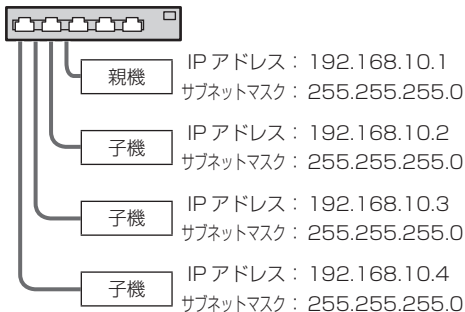 親機
IP アドレス : 192.168.10.1
サブネットマスク : 255.255.255.0
子機
IP アドレス : 192.168.10.2
サブネットマスク : 255.255.255.0
子機
IP アドレス : 192.168.10.3
サブネットマスク : 255.255.255.0
子機
IP アドレス : 192.168.10.4
サブネットマスク : 255.255.255.0